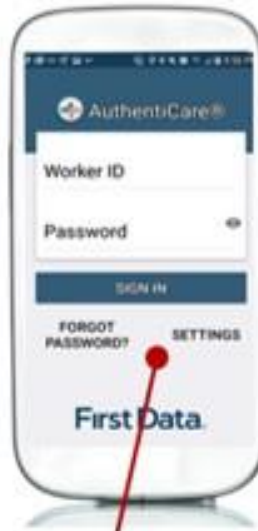 AuthentiCare®
Worker ID
Password
SIGN IN
FORGOT
PASSWORD?
SETTINGS
First Data